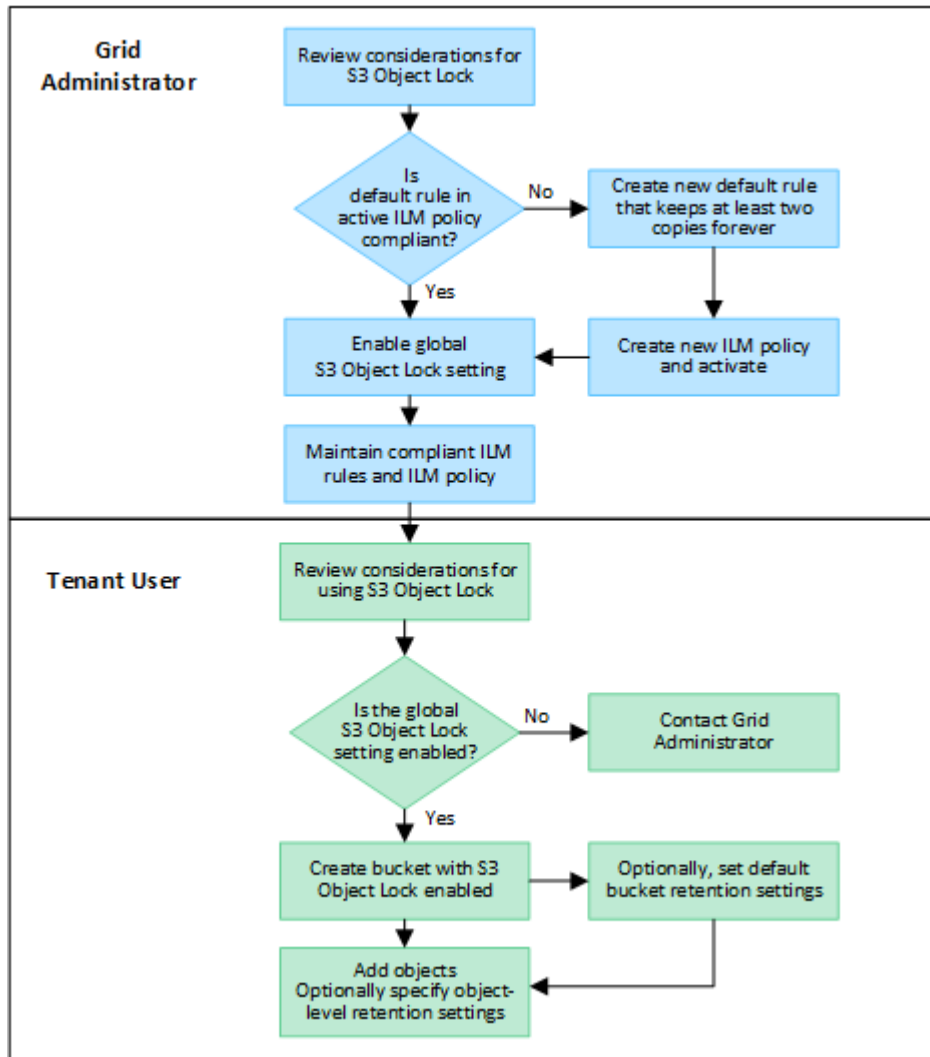 Grid
Administrator
Review considerations for
S3 Object Lock
Is
default rule in
active ILM policy
compliant?
No
Create new default rule
that keeps at least two
copies forever
Yes
Enable global
S3 Object Lock setting
Create new ILM policy
and activate
Maintain compliant ILM
rules and ILM policy
Tenant User
Review considerations for
using S3 Object Lock
Is the global
S3 Object Lock
setting enabled?
No
Contact Grid
Administrator
Yes
Create bucket with S3
Object Lock enabled
Optionally, set default
bucket retention settings
Add objects
Optionally specify object-
level retention settings